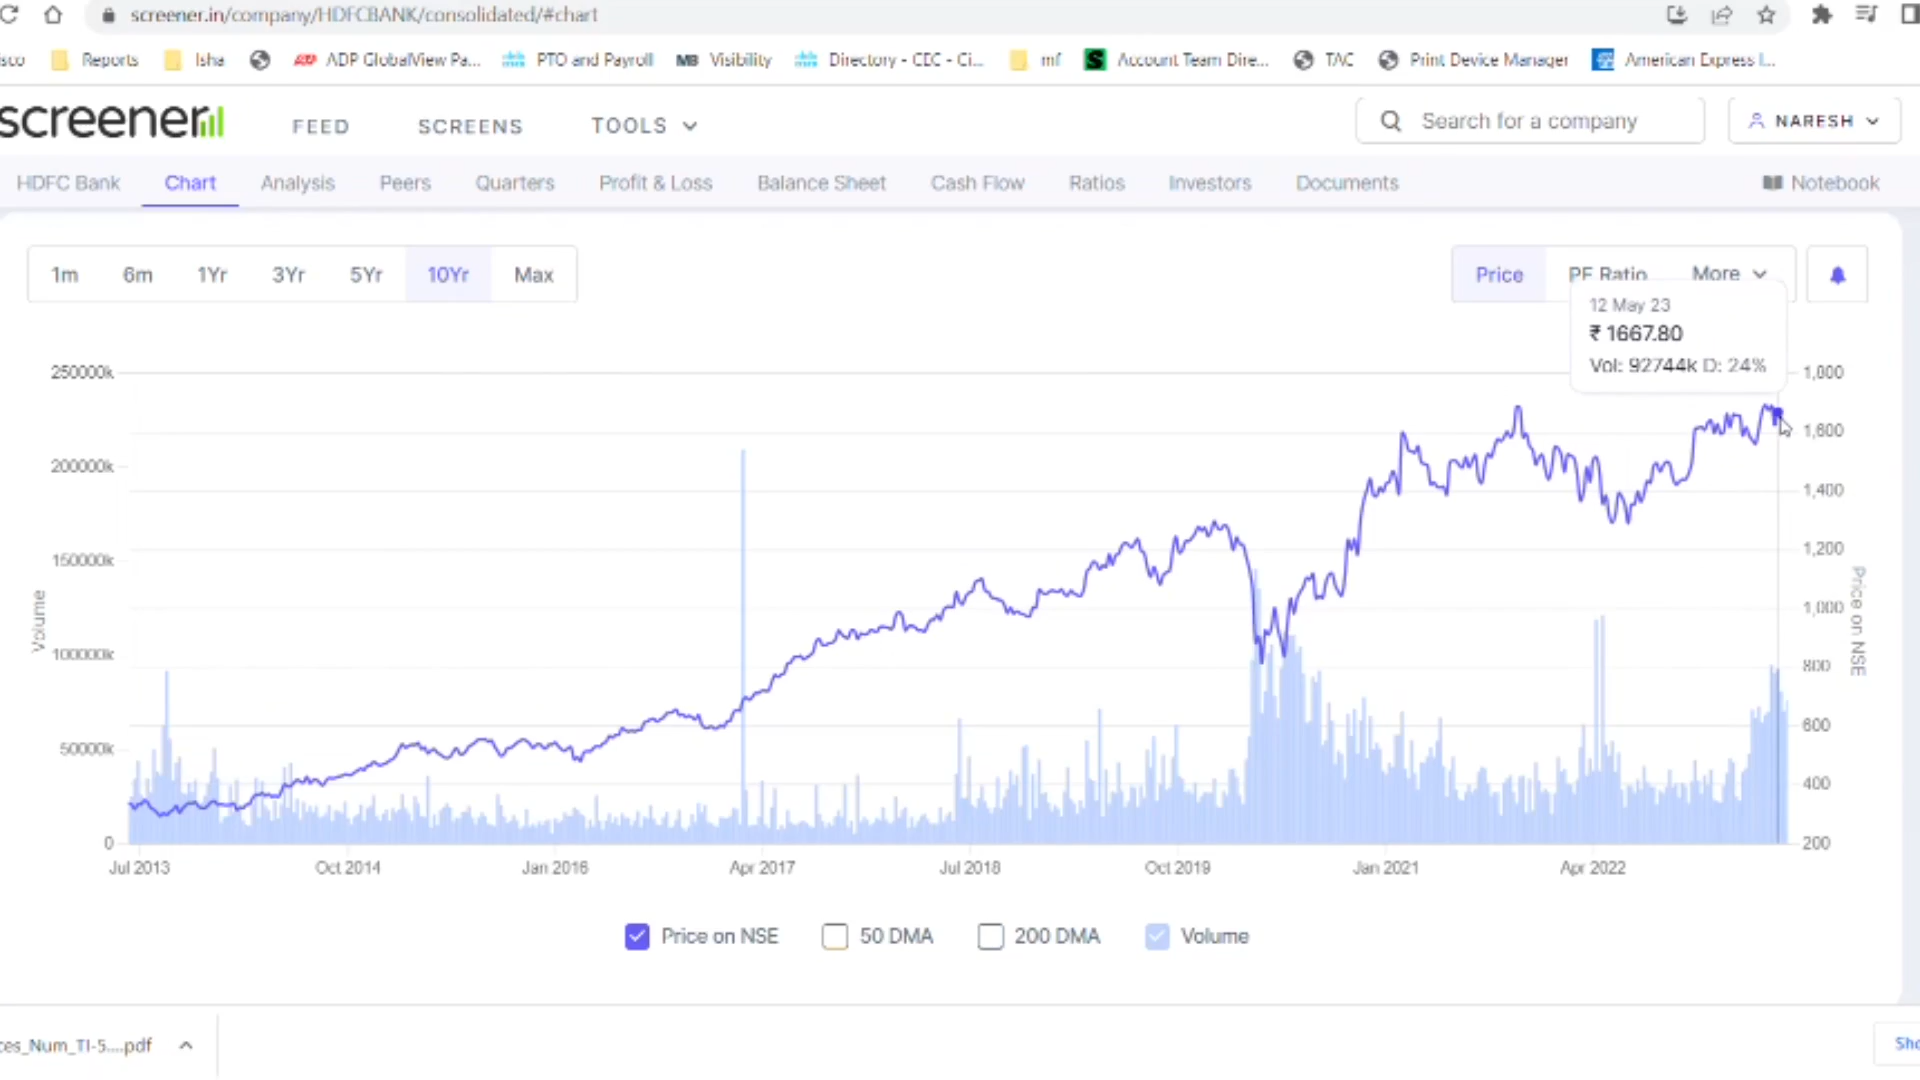 screener.in/company/HDFCBANK/consolidated/#chart
sco Reports Isha ADP GlobalView Pa... PTO and Payroll MB Visibility Directory - CEC - Ci... mf S Account Team Dire... TAC Print Device Manager American Express I...
screener FEED SCREENS TOOLS Search for a company NARESH
HDFC Bank Chart Analysis Peers Quarters Profit & Loss Balance Sheet Cash Flow Ratios Investors Documents Notebook
1m 6m 1Yr 3Yr 5Yr 10Yr Max Price PE Ratio More
12 May 23
₹ 1667.80
Vol: 92744k D: 24%
250000k 1,800
1,600
200000k
1,400
150000k 1,200
Volume 1,000 Price on NSE
100000k 800
50000k 600
400
0 200
Jul 2013 Oct 2014 Jan 2016 Apr 2017 Jul 2018 Oct 2019 Jan 2021 Apr 2022
Price on NSE 50 DMA 200 DMA Volume
ces_Num_TI-5....pdf Sho